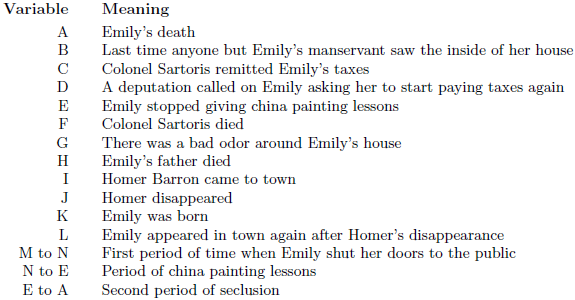 Variable Meaning
A Emily's death
B Last time anyone but Emily's manservant saw the inside of her house
C Colonel Sartoris remitted Emily's taxes
D A deputation called on Emily asking her to start paying taxes again
E Emily stopped giving china painting lessons
F Colonel Sartoris died
G There was a bad odor around Emily's house
H Emily's father died
I Homer Barron came to town
J Homer disappeared
K Emily was born
L Emily appeared in town again after Homer's disappearance
M to N First period of time when Emily shut her doors to the public
N to E Period of china painting lessons
E to A Second period of seclusion